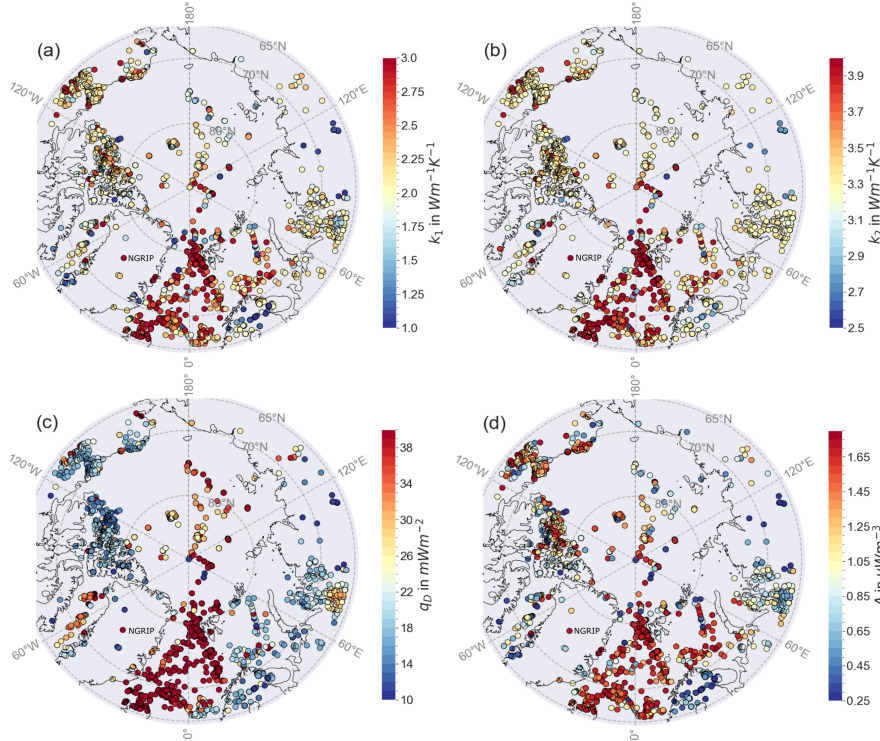 (a)
180°
65°N
70°N
80°N
120°W
120°E
60°W
60°E
0°
NGRIP
3.0
2.75
2.5
2.25
2.0
1.75
1.5
1.25
1.0
k₁ in Wm⁻¹K⁻¹
(b)
180°
65°N
70°N
80°N
120°W
120°E
60°W
60°E
0°
NGRIP
3.9
3.7
3.5
3.3
3.1
2.9
2.7
2.5
k₂ in Wm⁻¹K⁻¹
(c)
180°
65°N
70°N
80°N
120°W
120°E
60°W
60°E
0°
NGRIP
38
34
30
26
22
18
14
10
q_D in mWm⁻²
(d)
180°
65°N
70°N
80°N
120°W
120°E
60°W
60°E
0°
NGRIP
1.65
1.45
1.25
1.05
0.85
0.65
0.45
0.25
A in μWm⁻³